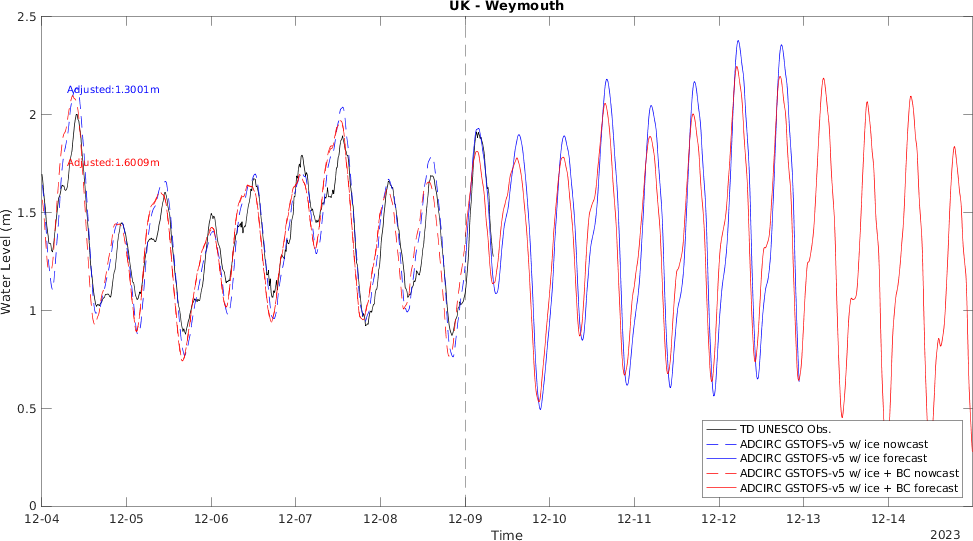 UK - Weymouth
2.5
2
1.5
1
0.5
0
Water Level (m)
Adjusted:1.3001m
Adjusted:1.6009m
TD UNESCO Obs.
ADCIRC GSTOFS-v5 w/ ice nowcast
ADCIRC GSTOFS-v5 w/ ice forecast
ADCIRC GSTOFS-v5 w/ ice + BC nowcast
ADCIRC GSTOFS-v5 w/ ice + BC forecast
12-04 12-05 12-06 12-07 12-08 12-09 12-10 12-11 12-12 12-13 12-14
Time
2023